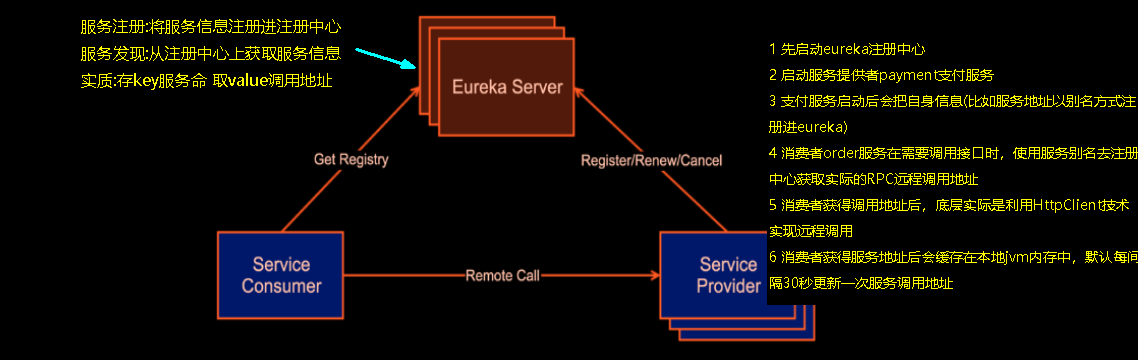 服务注册:将服务信息注册进注册中心
服务发现:从注册中心上获取服务信息
实质:存key服务命 取value调用地址
Eureka Server
Get Registry
Register/Renew/Cancel
Service
Consumer
Remote Call
Service
Provider
1 先启动eureka注册中心
2 启动服务提供者payment支付服务
3 支付服务启动后会把自身信息(比如服务地址以别名方式注
册进eureka)
4 消费者order服务在需要调用接口时，使用服务别名去注册
中心获取实际的RPC远程调用地址
5 消费者获得调用地址后，底层实际是利用HttpClient技术
实现远程调用
6 消费者获得服务地址后会缓存在本地jvm内存中，默认每间
隔30秒更新一次服务调用地址